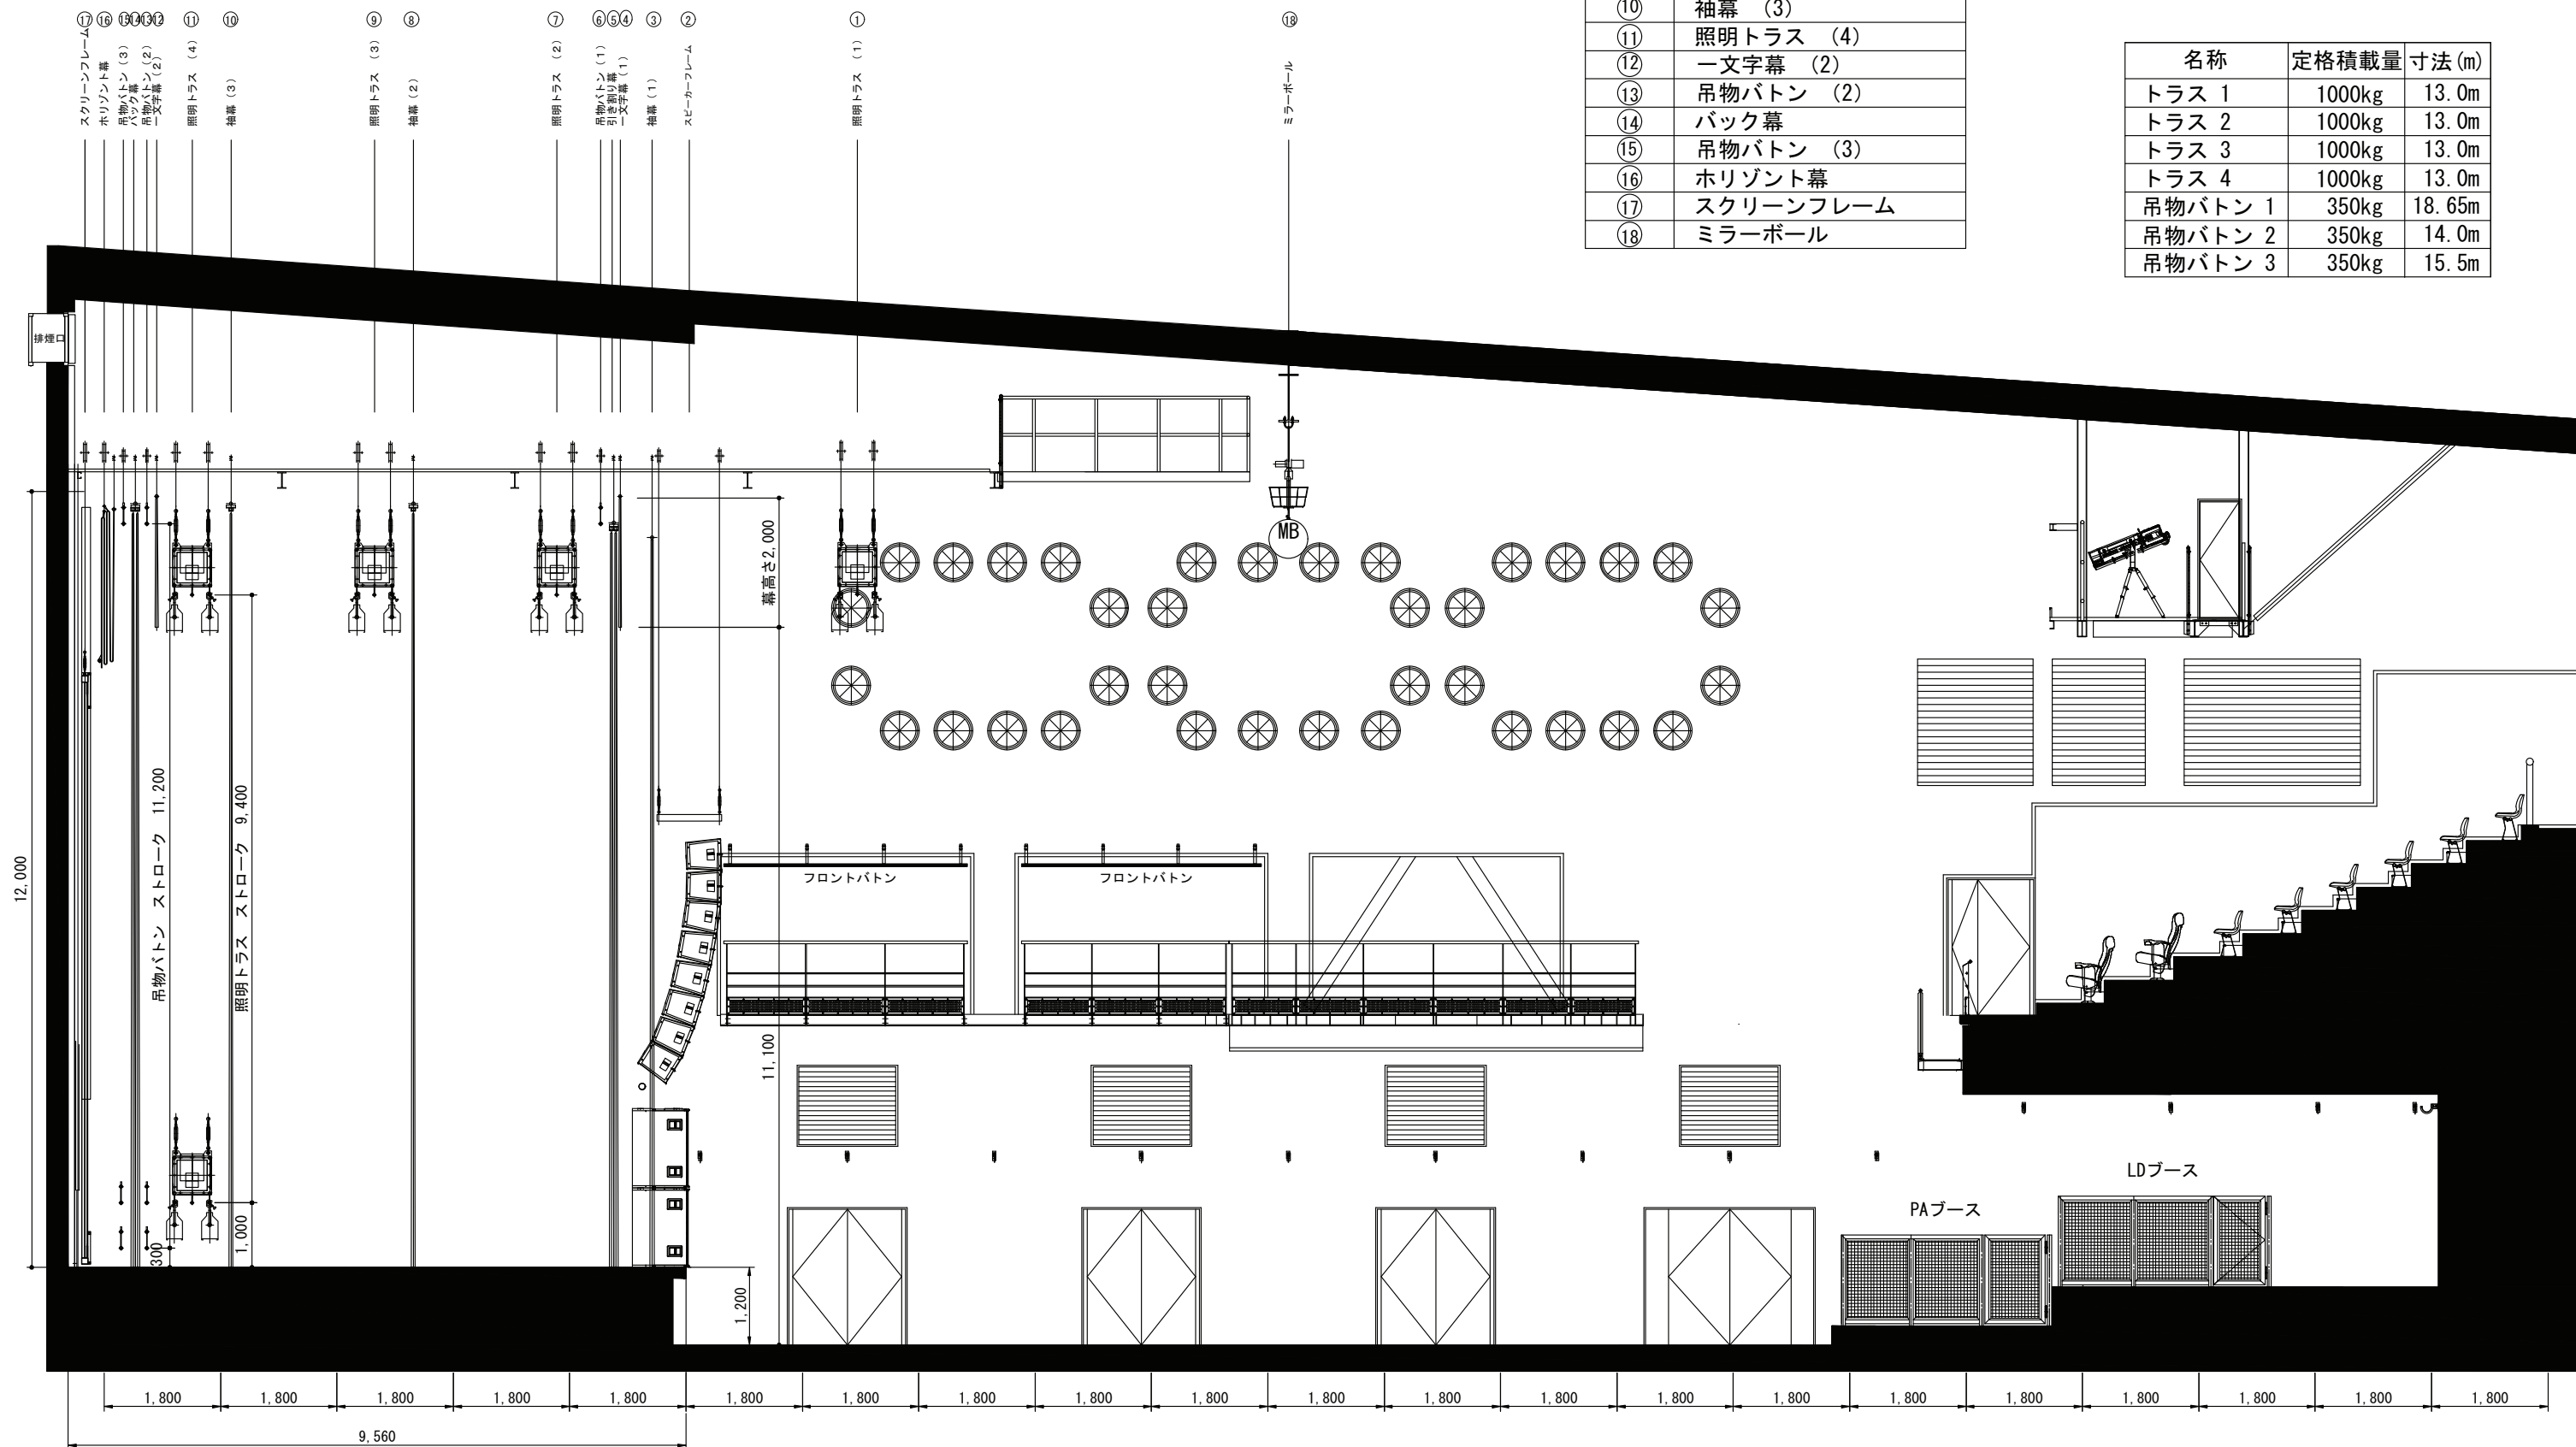 ⑰ スクリーンフレーム
⑯ ホリゾント幕
⑮ 吊物バトン（3）
⑭ バック幕
⑬ 吊物バトン（2）
⑫ 一文字幕（2）
⑪ 照明トラス（4）
⑩ 袖幕（3）
⑨ 照明トラス（3）
⑧ 袖幕（2）
⑦ 照明トラス（2）
⑥ 吊物バトン（1）
⑤ 引き割り幕
④ 一文字幕（1）
③ 袖幕（1）
② スピーカーフレーム
① 照明トラス（1）
⑱ ミラーボール
⑩ 袖幕 （3）
⑪ 照明トラス （4）
⑫ 一文字幕 （2）
⑬ 吊物バトン （2）
⑭ バック幕
⑮ 吊物バトン （3）
⑯ ホリゾント幕
⑰ スクリーンフレーム
⑱ ミラーボール
名称 定格積載量 寸法(m)
トラス 1 1000kg 13.0m
トラス 2 1000kg 13.0m
トラス 3 1000kg 13.0m
トラス 4 1000kg 13.0m
吊物バトン 1 350kg 18.65m
吊物バトン 2 350kg 14.0m
吊物バトン 3 350kg 15.5m
排煙口
MB
幕高さ2,000
12,000
吊物バトン ストローク 11,200
照明トラス ストローク 9,400
フロントバトン
フロントバトン
11,100
300
1,000
1,200
PAブース
LDブース
1,800 1,800 1,800 1,800 1,800 1,800 1,800 1,800 1,800 1,800 1,800 1,800 1,800 1,800 1,800 1,800 1,800 1,800 1,800 1,800 1,800
9,560